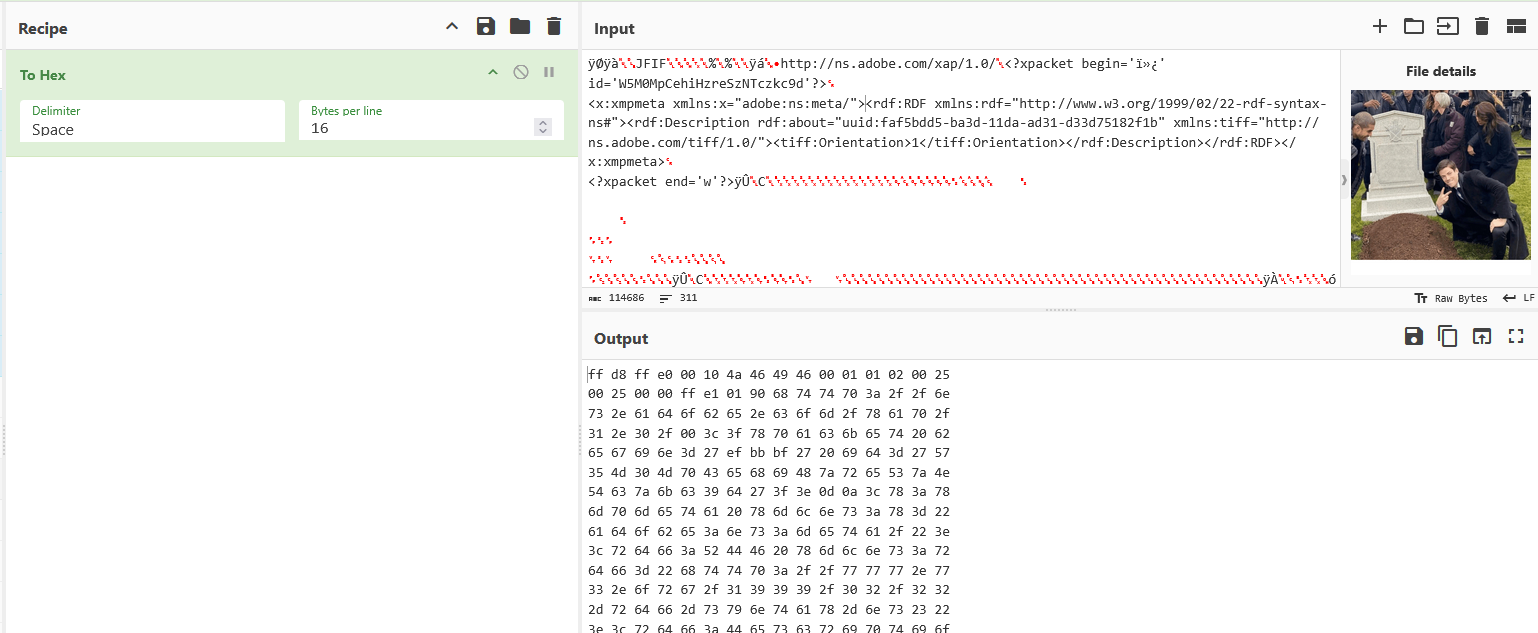 Recipe
To Hex
Delimiter
Space
Bytes per line
16
Input
ÿØÿà JFIF % % ÿá •http://ns.adobe.com/xap/1.0/ <?xpacket begin='ï»¿'
id='W5M0MpCehiHzreSzNTczkc9d'?>
<x:xmpmeta xmlns:x="adobe:ns:meta/"><rdf:RDF xmlns:rdf="http://www.w3.org/1999/02/22-rdf-syntax-
ns#"><rdf:Description rdf:about="uuid:faf5bdd5-ba3d-11da-ad31-d33d75182f1b" xmlns:tiff="http://
ns.adobe.com/tiff/1.0/"><tiff:Orientation>1</tiff:Orientation></rdf:Description></rdf:RDF></
x:xmpmeta>
<?xpacket end='w'?>ÿÛ C
ÿÛ C ÿÀ ó
File details
ABC 114686 311
Raw Bytes LF
Output
ff d8 ff e0 00 10 4a 46 49 46 00 01 01 02 00 25
00 25 00 00 ff e1 01 90 68 74 74 70 3a 2f 2f 6e
73 2e 61 64 6f 62 65 2e 63 6f 6d 2f 78 61 70 2f
31 2e 30 2f 00 3c 3f 78 70 61 63 6b 65 74 20 62
65 67 69 6e 3d 27 ef bb bf 27 20 69 64 3d 27 57
35 4d 30 4d 70 43 65 68 69 48 7a 72 65 53 7a 4e
54 63 7a 6b 63 39 64 27 3f 3e 0d 0a 3c 78 3a 78
6d 70 6d 65 74 61 20 78 6d 6c 6e 73 3a 78 3d 22
61 64 6f 62 65 3a 6e 73 3a 6d 65 74 61 2f 22 3e
3c 72 64 66 3a 52 44 46 20 78 6d 6c 6e 73 3a 72
64 66 3d 22 68 74 74 70 3a 2f 2f 77 77 77 2e 77
33 2e 6f 72 67 2f 31 39 39 39 2f 30 32 2f 32 32
2d 72 64 66 2d 73 79 6e 74 61 78 2d 6e 73 23 22
3e 3c 72 64 66 3a 44 65 73 63 72 69 70 74 69 6f